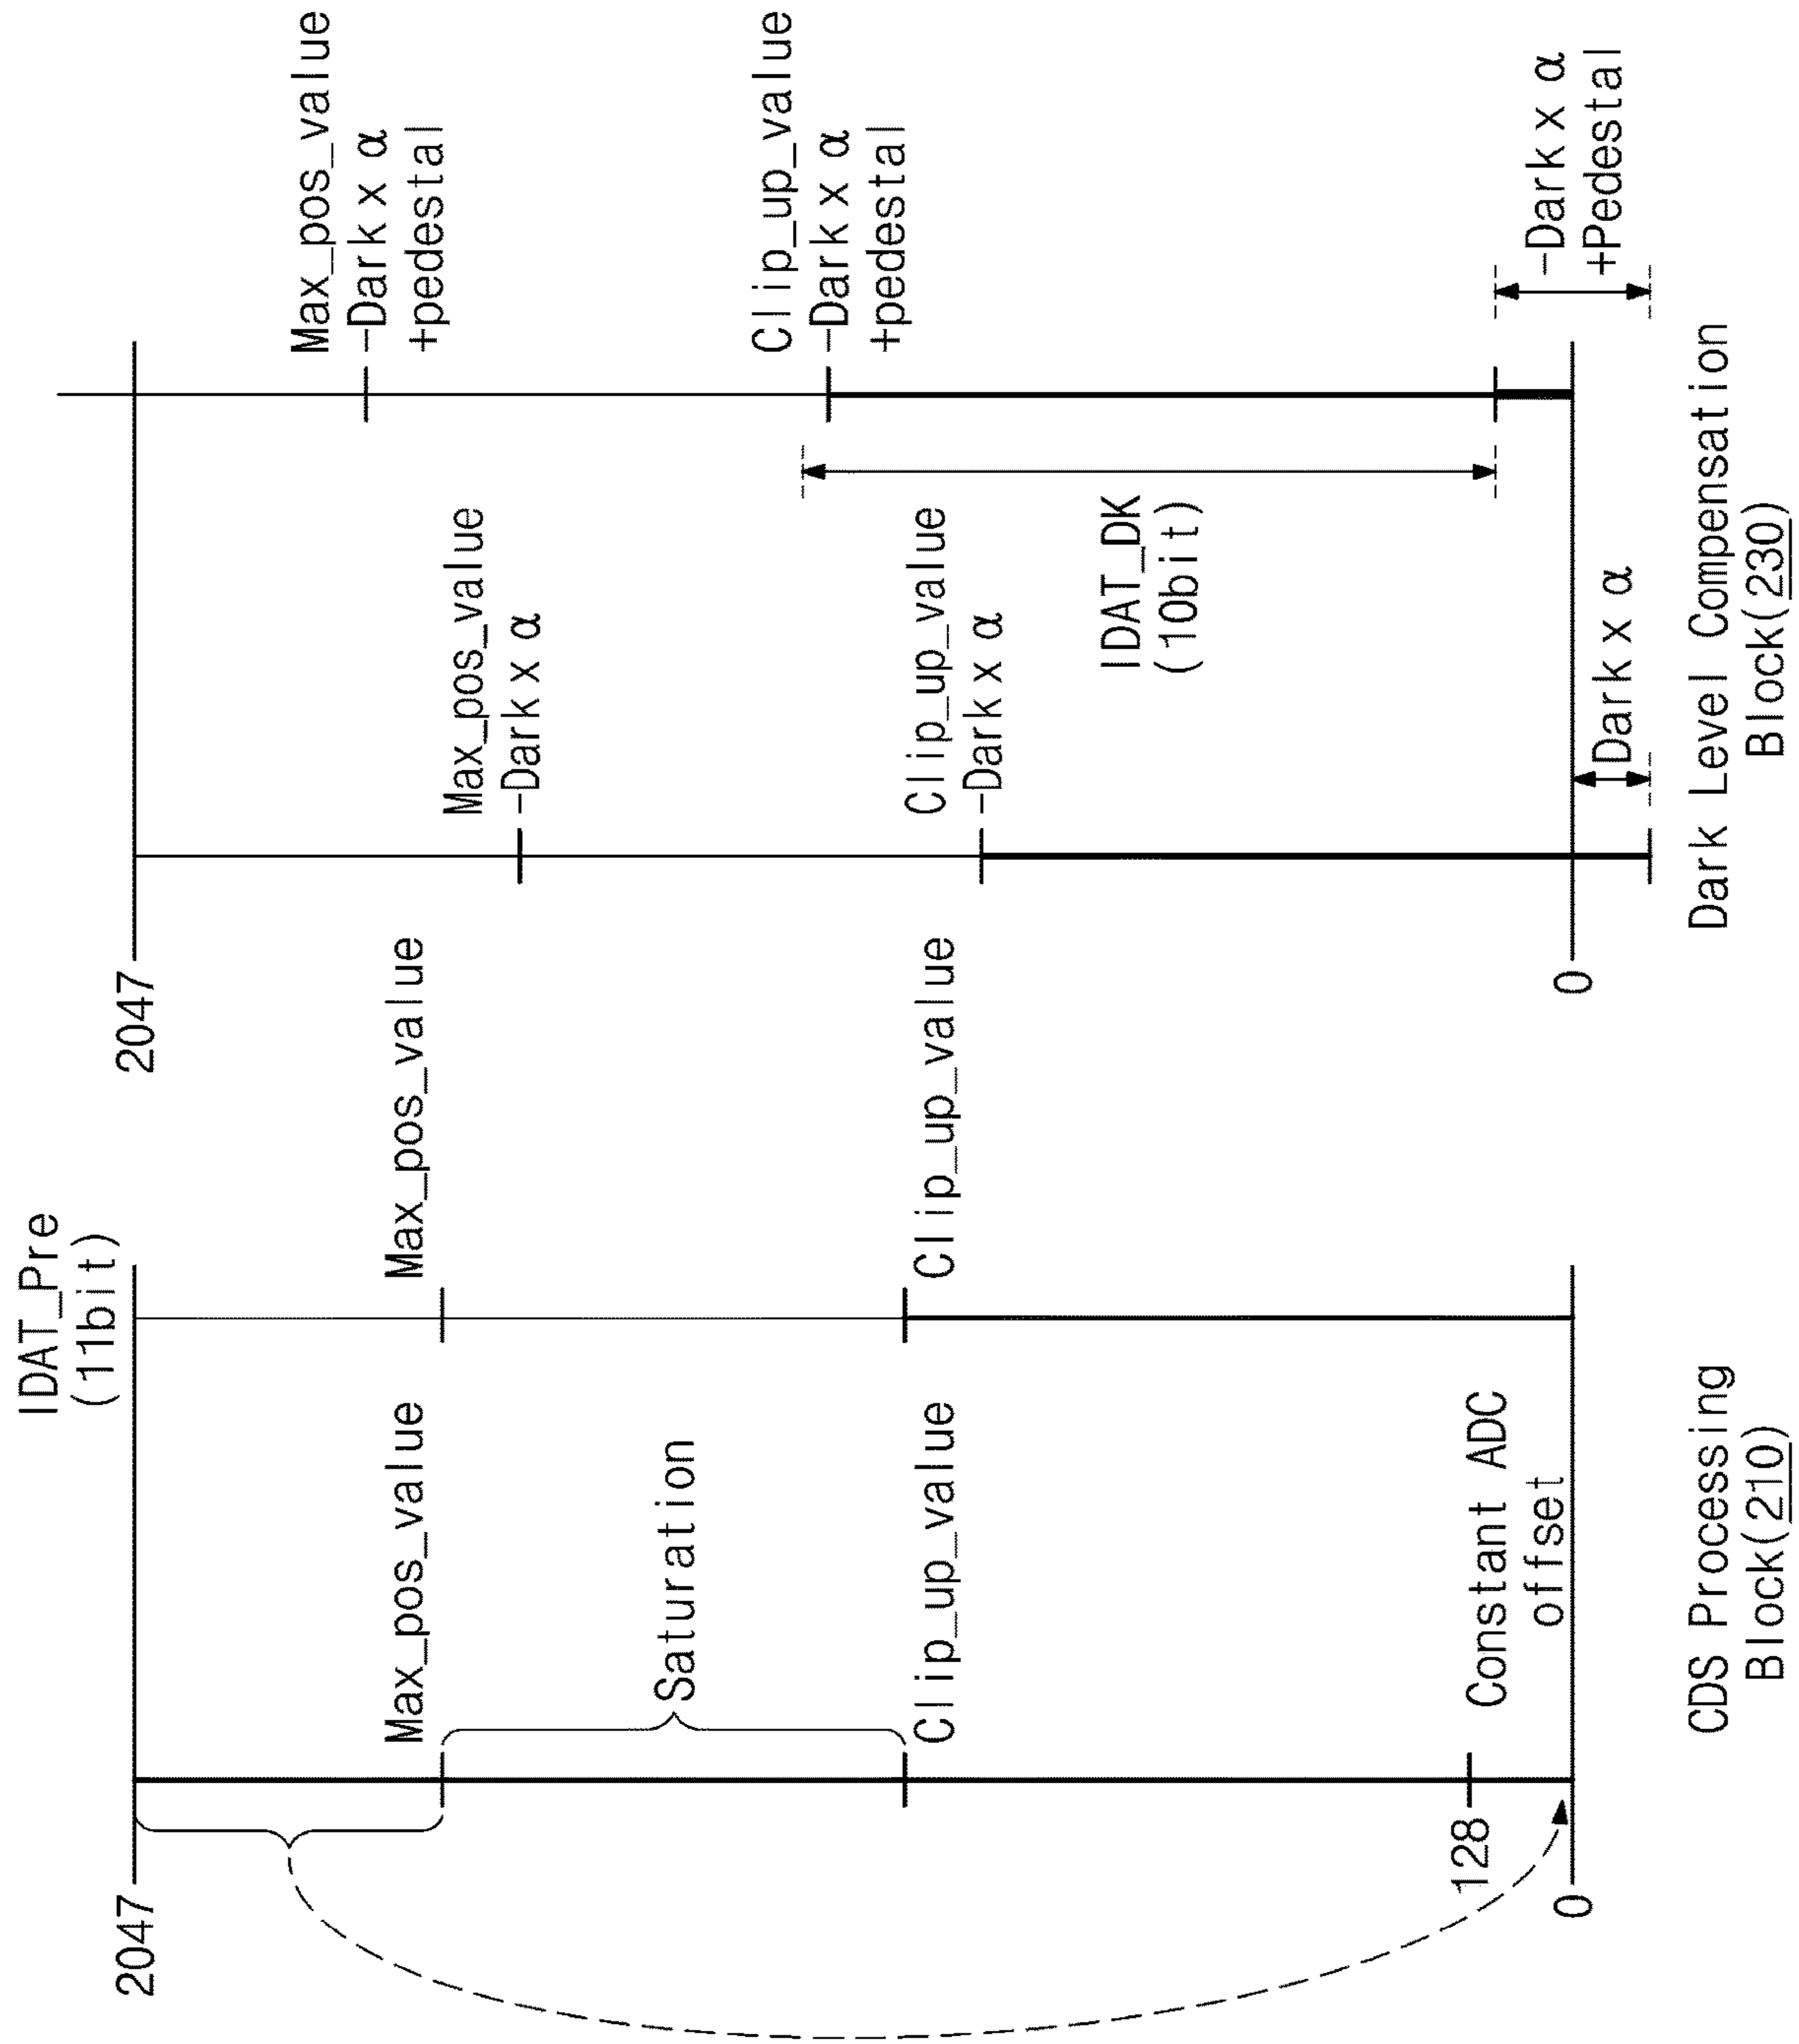 IDAT_Pre
(11bit)
2047
Max_pos_value
Saturation
Clip_up_value
128
Constant ADC
offset
0
CDS Processing
Block(210)
Max_pos_value
Clip_up_value
2047
Max_pos_value
-Dark x α
Clip_up_value
-Dark x α
0
Dark x α
IDAT_DK
(10bit)
Max_pos_value
-Dark x α
+pedestal
Clip_up_value
-Dark x α
+pedestal
-Dark x α
+Pedestal
Dark Level Compensation
Block(230)